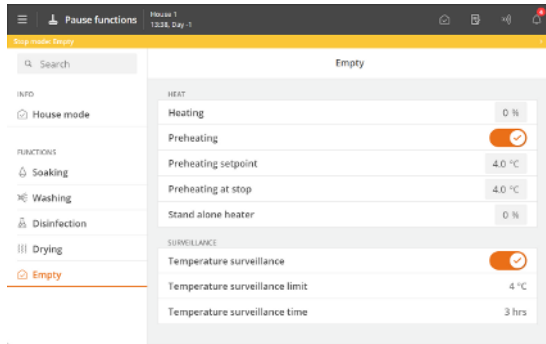 Pause functions
House 1
13:38, Day -1
Stop mode: Empty
Search
Empty
INFO
House mode
FUNCTIONS
Soaking
Washing
Disinfection
Drying
Empty
HEAT
Heating 0 %
Preheating
Preheating setpoint 4.0 °C
Preheating at stop 4.0 °C
Stand alone heater 0 %
SURVEILLANCE
Temperature surveillance
Temperature surveillance limit 4 °C
Temperature surveillance time 3 hrs